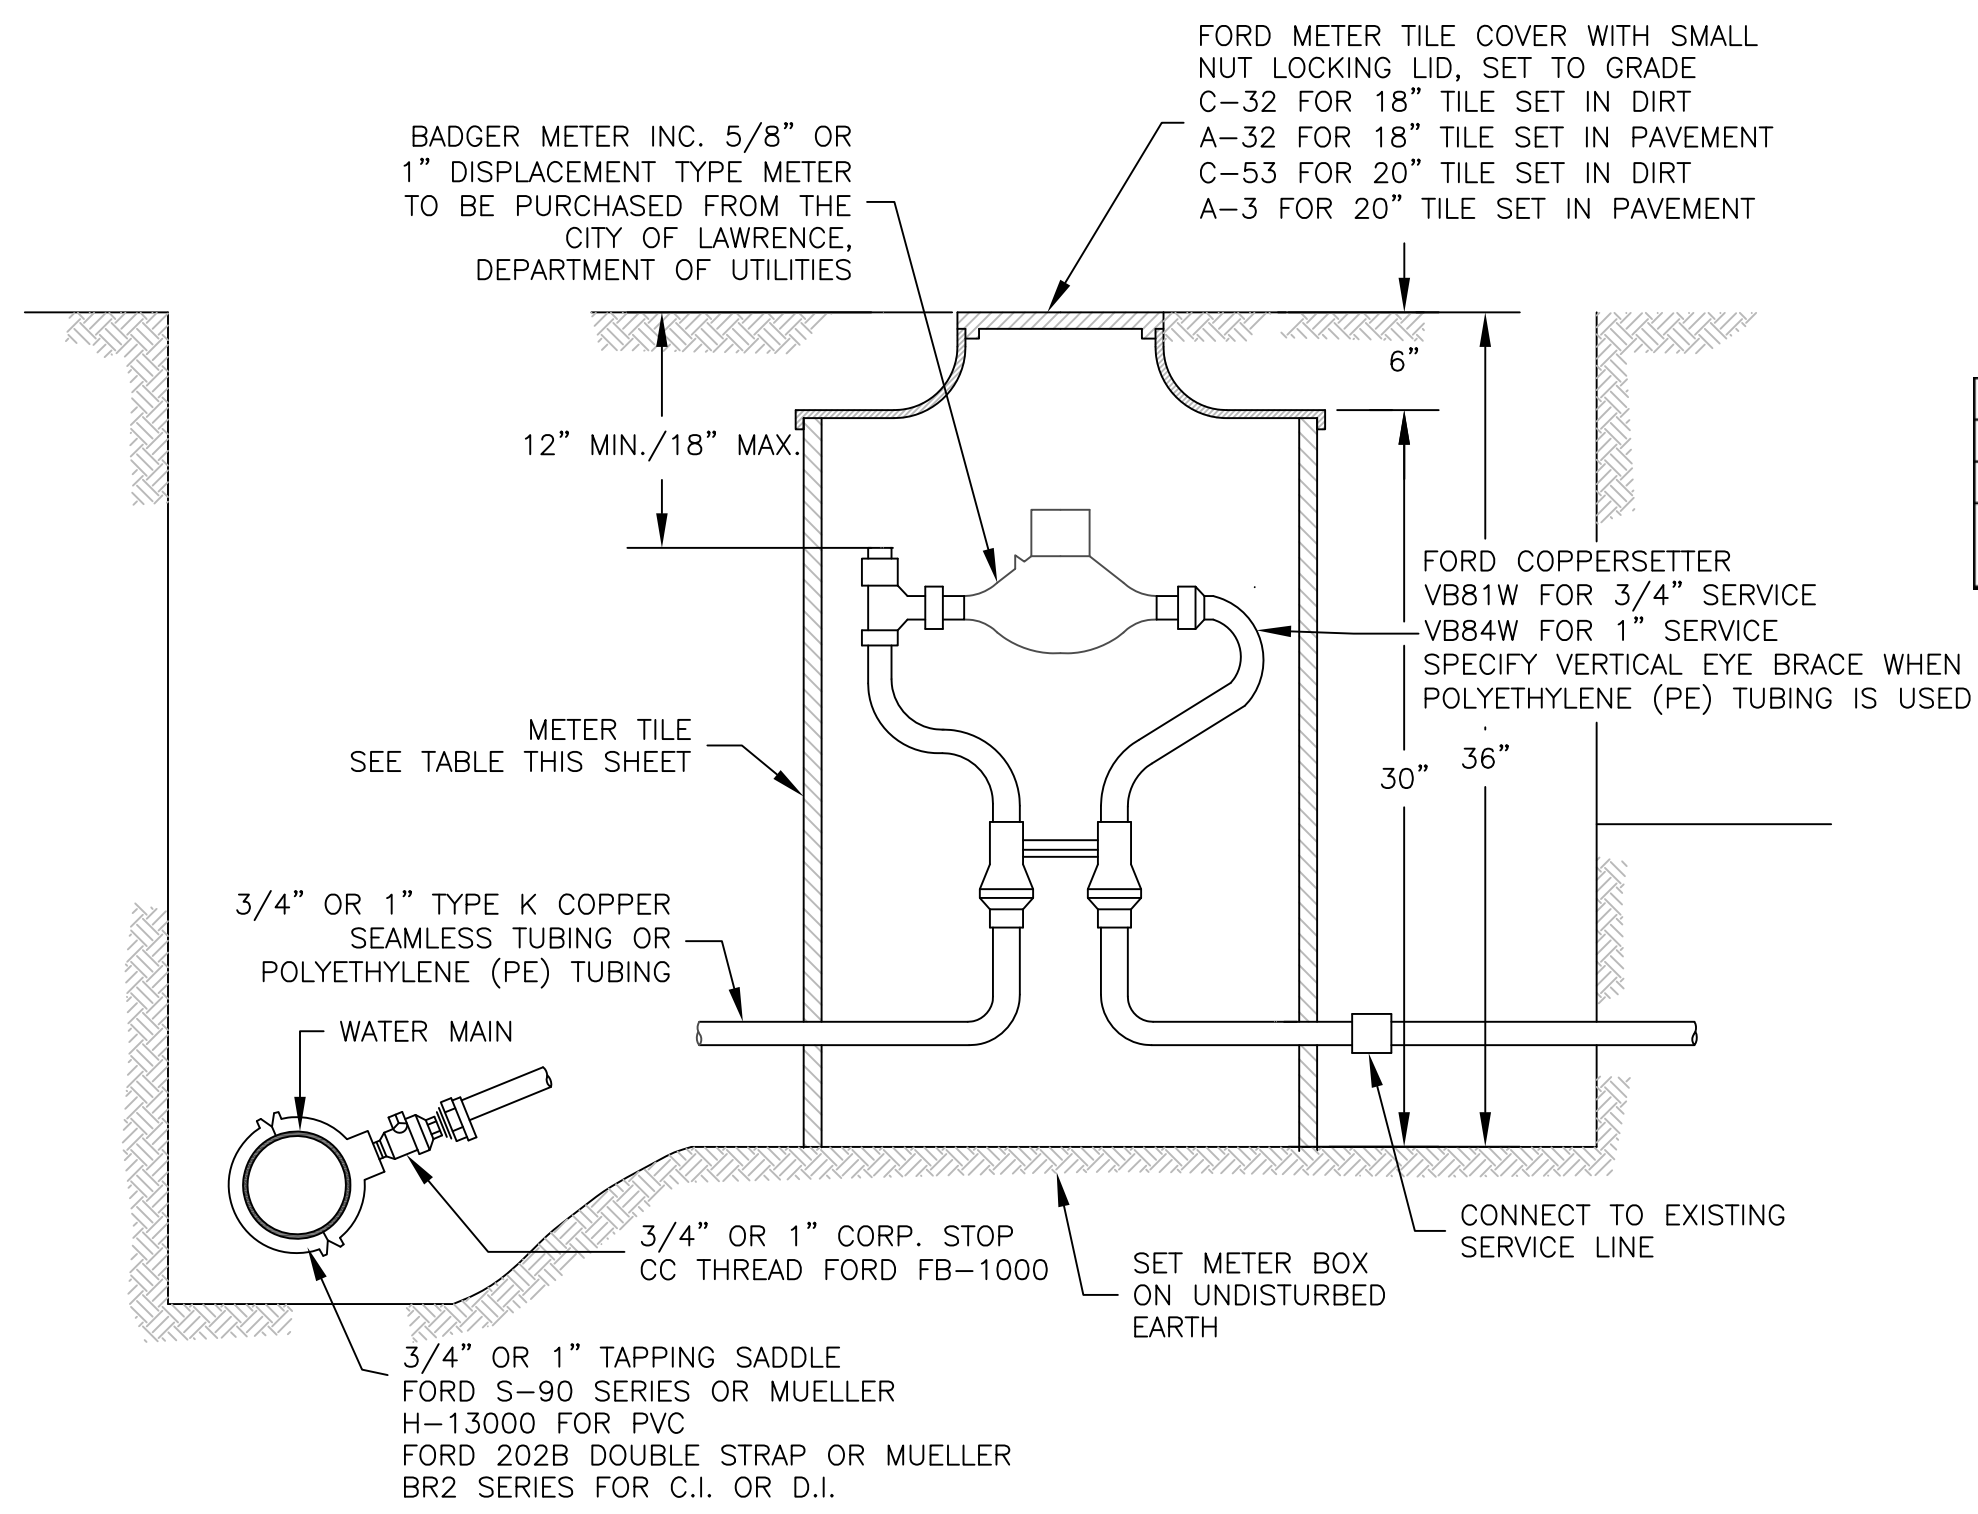 FORD METER TILE COVER WITH SMALL
NUT LOCKING LID, SET TO GRADE
C-32 FOR 18" TILE SET IN DIRT
A-32 FOR 18" TILE SET IN PAVEMENT
C-53 FOR 20" TILE SET IN DIRT
A-3 FOR 20" TILE SET IN PAVEMENT
BADGER METER INC. 5/8" OR
1" DISPLACEMENT TYPE METER
TO BE PURCHASED FROM THE
CITY OF LAWRENCE,
DEPARTMENT OF UTILITIES
6"
12" MIN./18" MAX.
FORD COPPERSETTER
VB81W FOR 3/4" SERVICE
VB84W FOR 1" SERVICE
SPECIFY VERTICAL EYE BRACE WHEN
POLYETHYLENE (PE) TUBING IS USED
METER TILE
SEE TABLE THIS SHEET
30"
36"
3/4" OR 1" TYPE K COPPER
SEAMLESS TUBING OR
POLYETHYLENE (PE) TUBING
WATER MAIN
3/4" OR 1" CORP. STOP
CC THREAD FORD FB-1000
SET METER BOX
ON UNDISTURBED
EARTH
CONNECT TO EXISTING
SERVICE LINE
3/4" OR 1" TAPPING SADDLE
FORD S-90 SERIES OR MUELLER
H-13000 FOR PVC
FORD 202B DOUBLE STRAP OR MUELLER
BR2 SERIES FOR C.I. OR D.I.